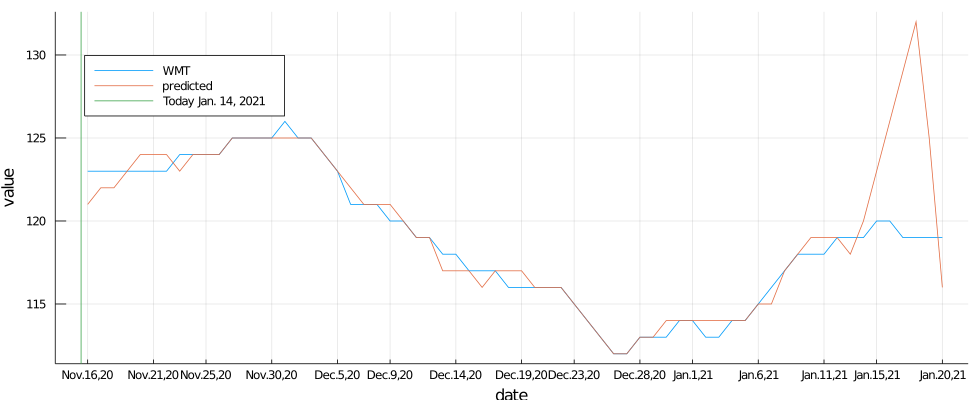 value
130
125
120
115
WMT
predicted
Today Jan. 14, 2021
Nov.16,20 Nov.21,20 Nov.25,20 Nov.30,20 Dec.5,20 Dec.9,20 Dec.14,20 Dec.19,20 Dec.23,20 Dec.28,20 Jan.1,21 Jan.6,21 Jan.11,21 Jan.15,21 Jan.20,21
date